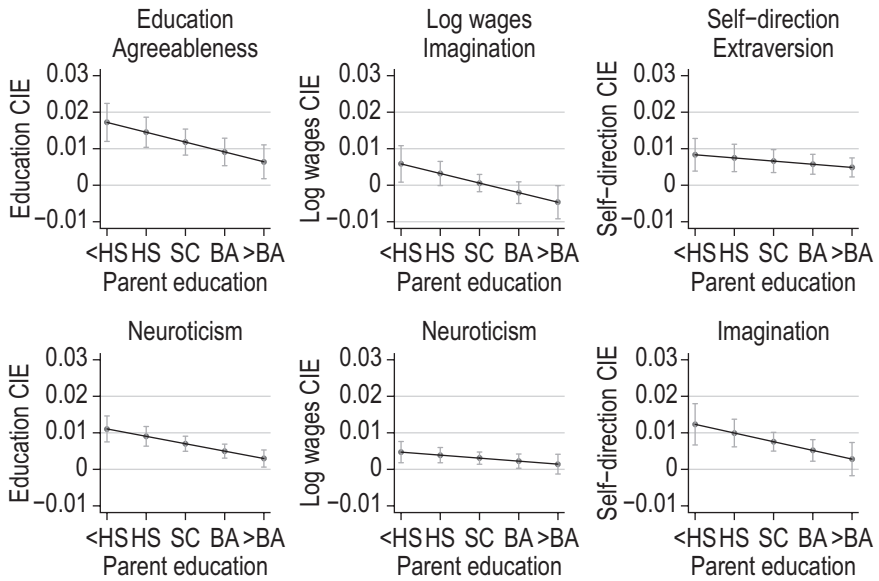 Education
Agreeableness
Education CIE
0.03
0.02
0.01
0
−0.01
<HS HS SC BA >BA
Parent education
Log wages
Imagination
Log wages CIE
0.03
0.02
0.01
0
−0.01
<HS HS SC BA >BA
Parent education
Self−direction
Extraversion
Self−direction CIE
0.03
0.02
0.01
0
−0.01
<HS HS SC BA >BA
Parent education
Neuroticism
Education CIE
0.03
0.02
0.01
0
−0.01
<HS HS SC BA >BA
Parent education
Neuroticism
Log wages CIE
0.03
0.02
0.01
0
−0.01
<HS HS SC BA >BA
Parent education
Imagination
Self−direction CIE
0.03
0.02
0.01
0
−0.01
<HS HS SC BA >BA
Parent education